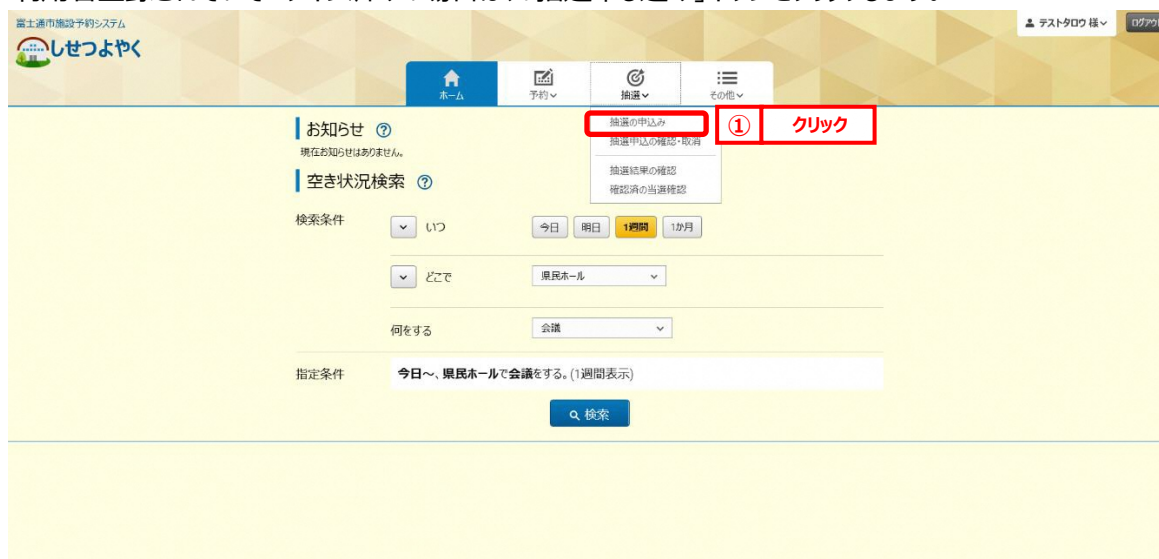 富士通市施設予約システム
しせつよやく
テストタロウ 様
ホーム
予約
抽選
その他
抽選の申込み
抽選申込の確認・取消
抽選結果の確認
確認済の当選確認
① クリック
お知らせ
現在お知らせはありません。
空き状況検索
検索条件
いつ
今日 明日 1週間 1か月
どこで
県民ホール
何をする
会議
指定条件
今日～、県民ホールで会議をする。(1週間表示)
検索